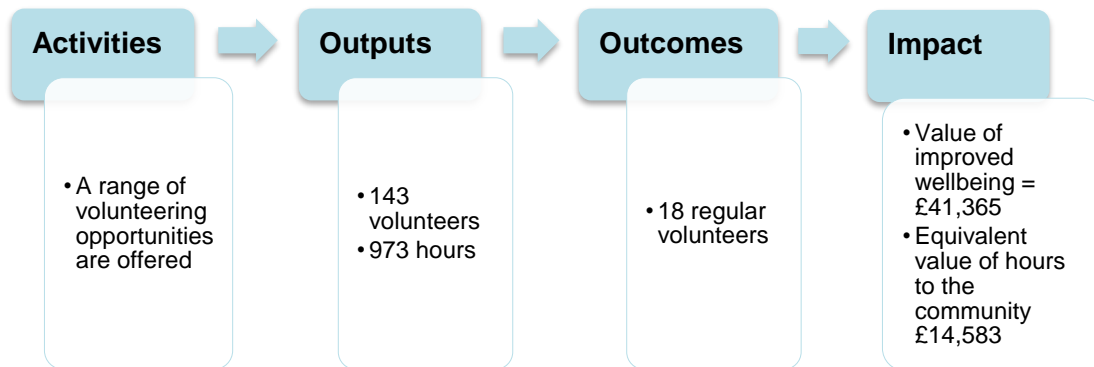 Activities
• A range of
volunteering
opportunities
are offered
Outputs
• 143
volunteers
• 973 hours
Outcomes
• 18 regular
volunteers
Impact
• Value of
improved
wellbeing =
£41,365
• Equivalent
value of hours
to the
community
£14,583